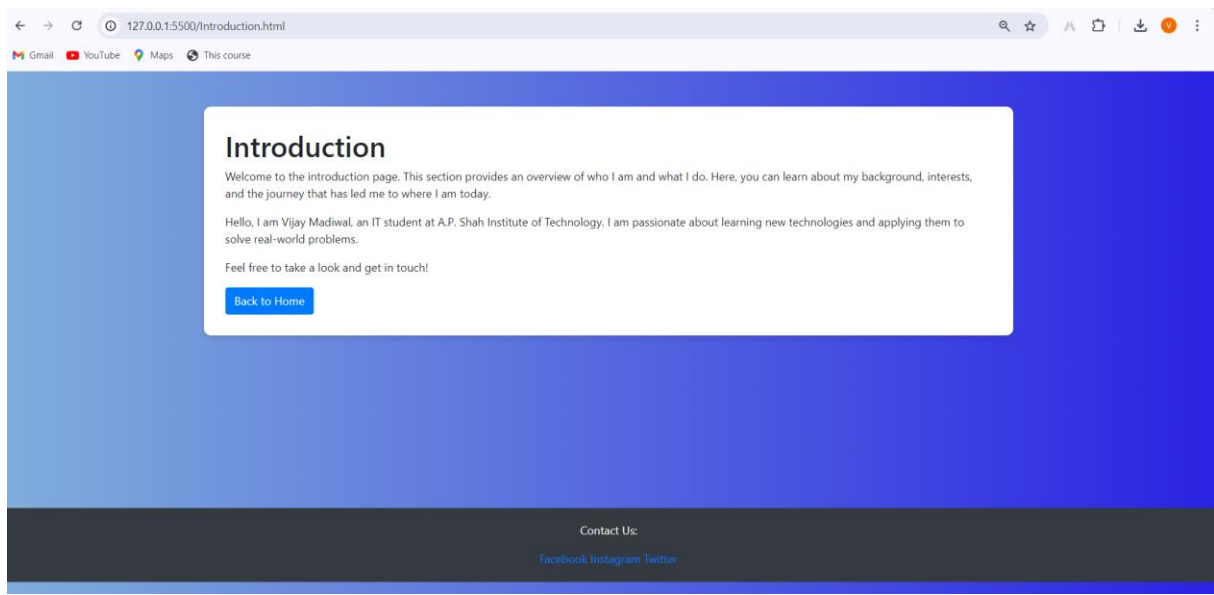 127.0.0.1:5500/Introduction.html
V
Gmail YouTube Maps This course
Introduction
Welcome to the introduction page. This section provides an overview of who I am and what I do. Here, you can learn about my background, interests,
and the journey that has led me to where I am today.
Hello, I am Vijay Madiwal, an IT student at A.P. Shah Institute of Technology. I am passionate about learning new technologies and applying them to
solve real-world problems.
Feel free to take a look and get in touch!
Back to Home
Contact Us:
Facebook Instagram Twitter